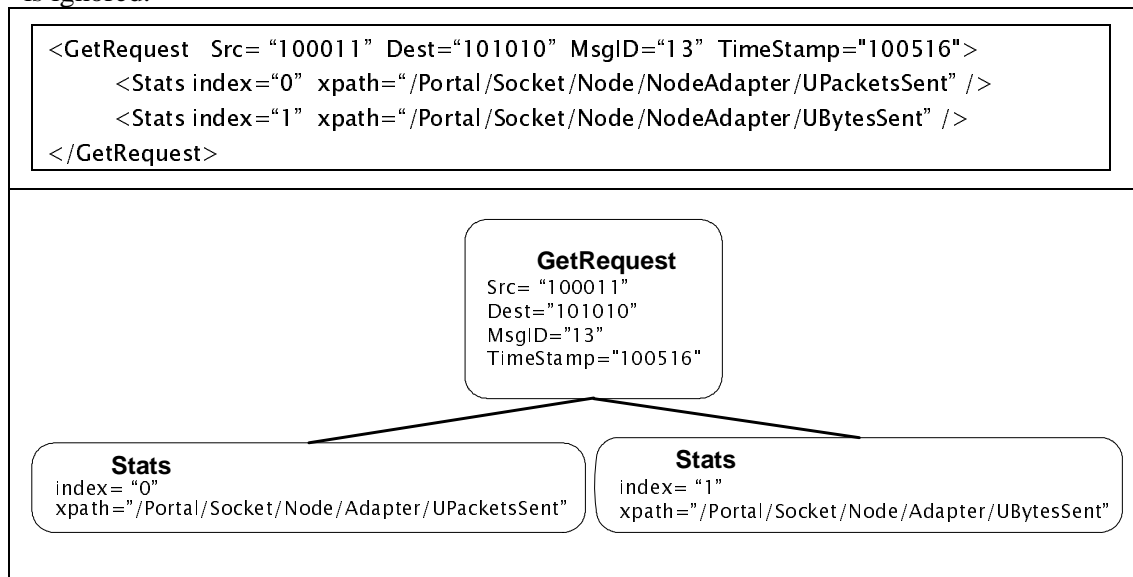 is ignored.
<GetRequest Src= “100011” Dest=“101010” MsgID=“13” TimeStamp="100516">
<Stats index=“0” xpath=“/Portal/Socket/Node/NodeAdapter/UPacketsSent” />
<Stats index=“1” xpath=“/Portal/Socket/Node/NodeAdapter/UBytesSent” />
</GetRequest>
GetRequest
Src= “100011”
Dest=”101010”
MsgID=”13”
TimeStamp="100516"
Stats
index= “0”
xpath=”/Portal/Socket/Node/Adapter/UPacketsSent”
Stats
index= “1”
xpath=”/Portal/Socket/Node/Adapter/UBytesSent”